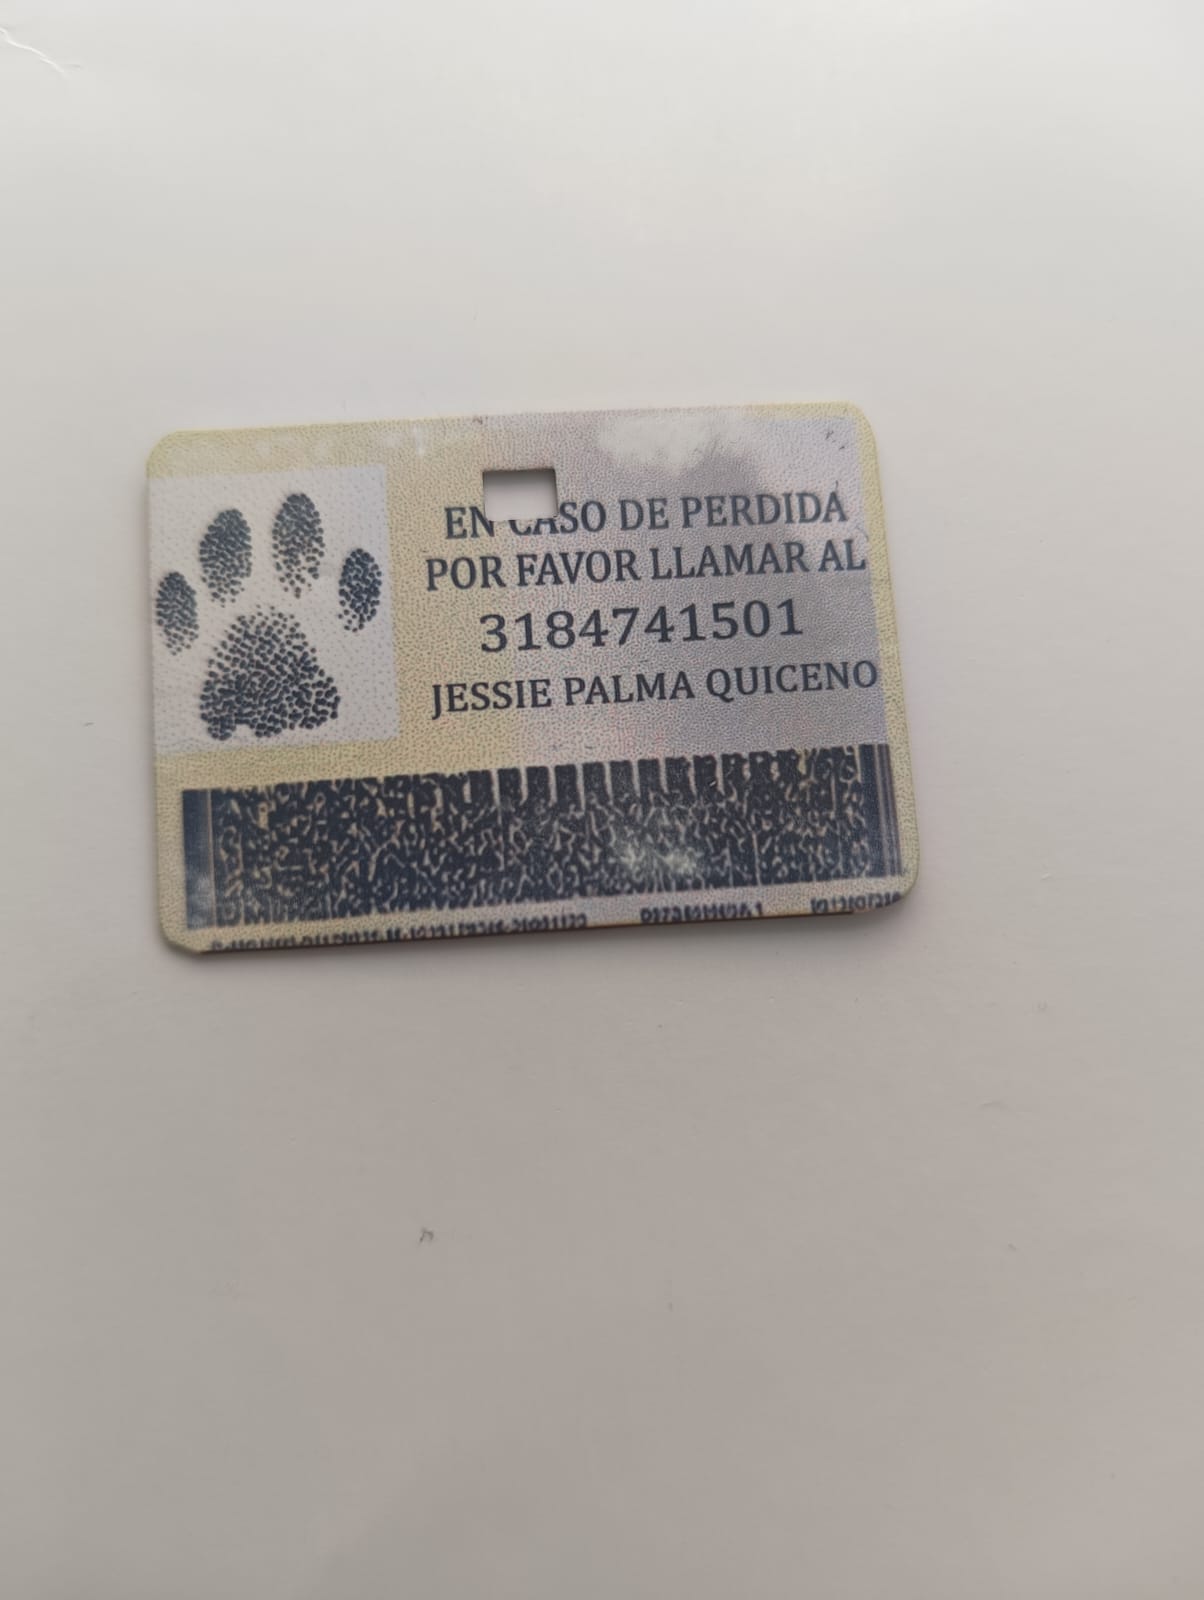 EN CASO DE PERDIDA
POR FAVOR LLAMAR AL
3184741501
JESSIE PALMA QUICENO